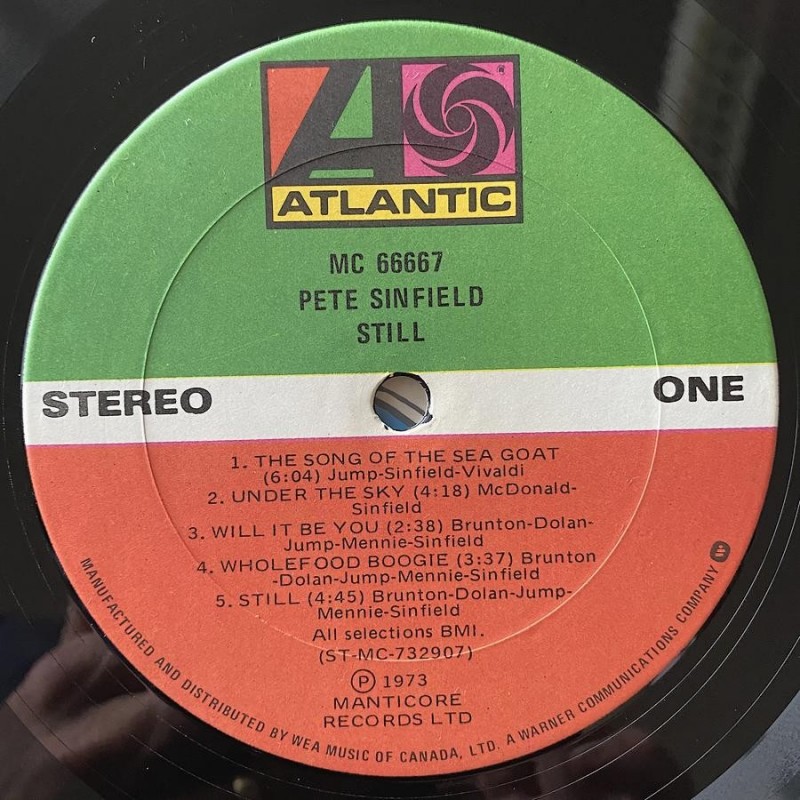 ATLANTIC
MC 66667
PETE SINFIELD
STILL
STEREO
ONE
1. THE SONG OF THE SEA GOAT
(6:04) Jump-Sinfield-Vivaldi
2. UNDER THE SKY (4:18) McDonald-
Sinfield
3. WILL IT BE YOU (2:38) Brunton-Dolan-
Jump-Mennie-Sinfield
4. WHOLEFOOD BOOGIE (3:37) Brunton
-Dolan-Jump-Mennie-Sinfield
5. STILL (4:45) Brunton-Dolan-Jump-
Mennie-Sinfield
All selections BMI.
(ST-MC-732907)
℗ 1973
MANTICORE
RECORDS LTD
MANUFACTURED AND DISTRIBUTED BY WEA MUSIC OF CANADA, LTD. A WARNER COMMUNICATIONS COMPANY